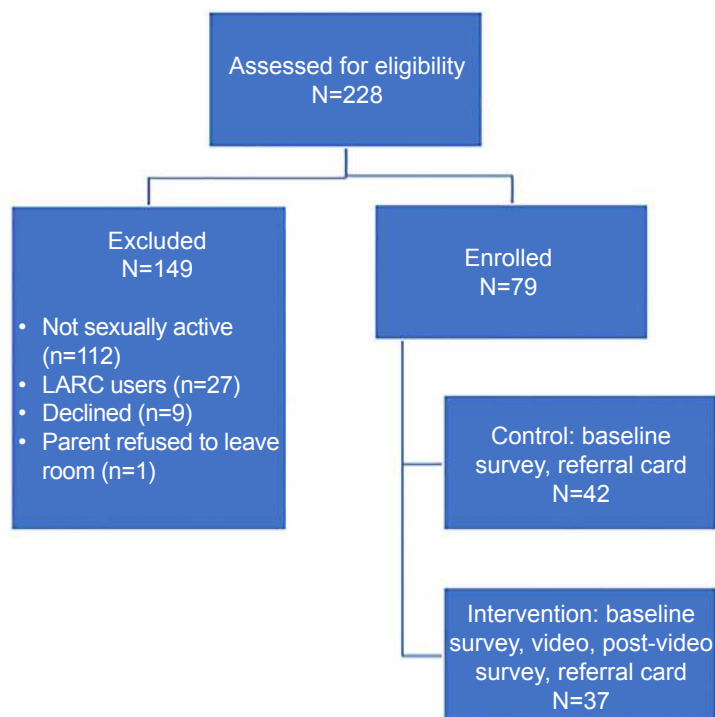 Assessed for eligibility
N=228
Excluded
N=149
• Not sexually active
(n=112)
• LARC users (n=27)
• Declined (n=9)
• Parent refused to leave
room (n=1)
Enrolled
N=79
Control: baseline
survey, referral card
N=42
Intervention: baseline
survey, video, post-video
survey, referral card
N=37